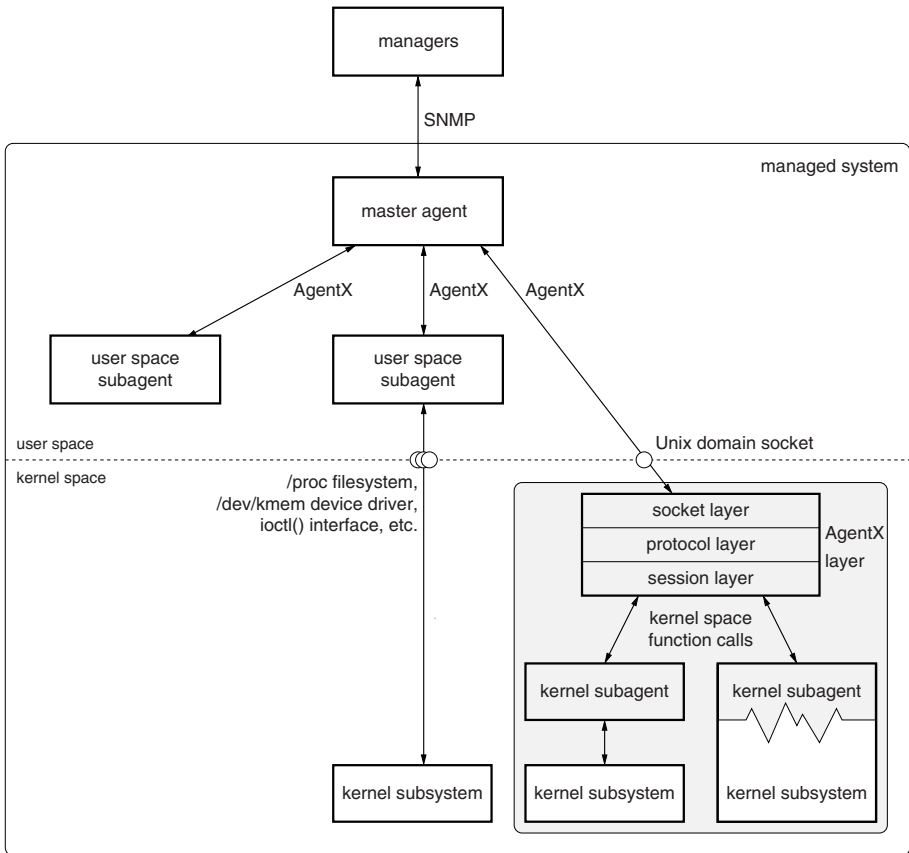 managers
SNMP
managed system
master agent
AgentX
AgentX
AgentX
user space
subagent
user space
subagent
user space
Unix domain socket
kernel space
/proc filesystem,
/dev/kmem device driver,
ioctl() interface, etc.
socket layer
protocol layer
session layer
AgentX
layer
kernel space
function calls
kernel subagent
kernel subagent
kernel subsystem
kernel subsystem
kernel subsystem